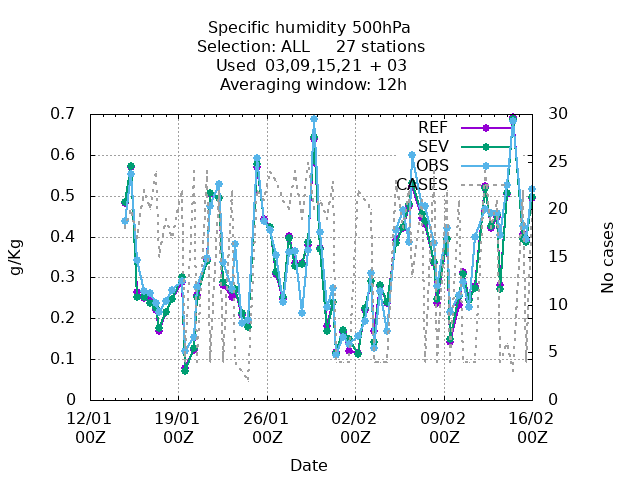 Specific humidity 500hPa
Selection: ALL 27 stations
Used 03,09,15,21 + 03
Averaging window: 12h
0.7
0.6
0.5
0.4
0.3
0.2
0.1
0
30
25
20
15
10
5
0
g/Kg
No cases
REF
SEV
OBS
CASES
12/01 19/01 26/01 02/02 09/02 16/02
00Z 00Z 00Z 00Z 00Z 00Z
Date